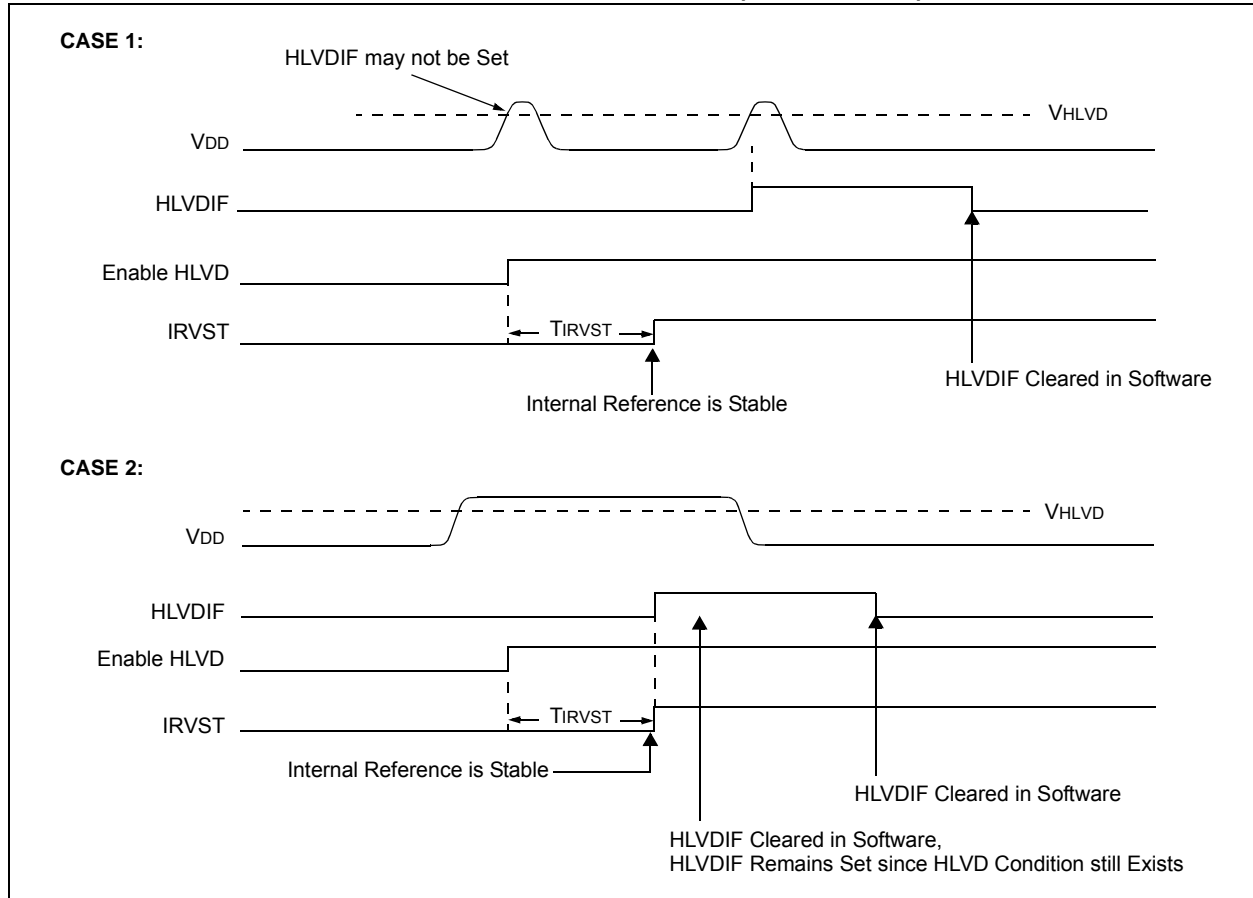 CASE 1:
HLVDIF may not be Set
VHLVD
VDD
HLVDIF
Enable HLVD
TIRVST
IRVST
HLVDIF Cleared in Software
Internal Reference is Stable
CASE 2:
VHLVD
VDD
HLVDIF
Enable HLVD
TIRVST
IRVST
Internal Reference is Stable
HLVDIF Cleared in Software
HLVDIF Cleared in Software,
HLVDIF Remains Set since HLVD Condition still Exists